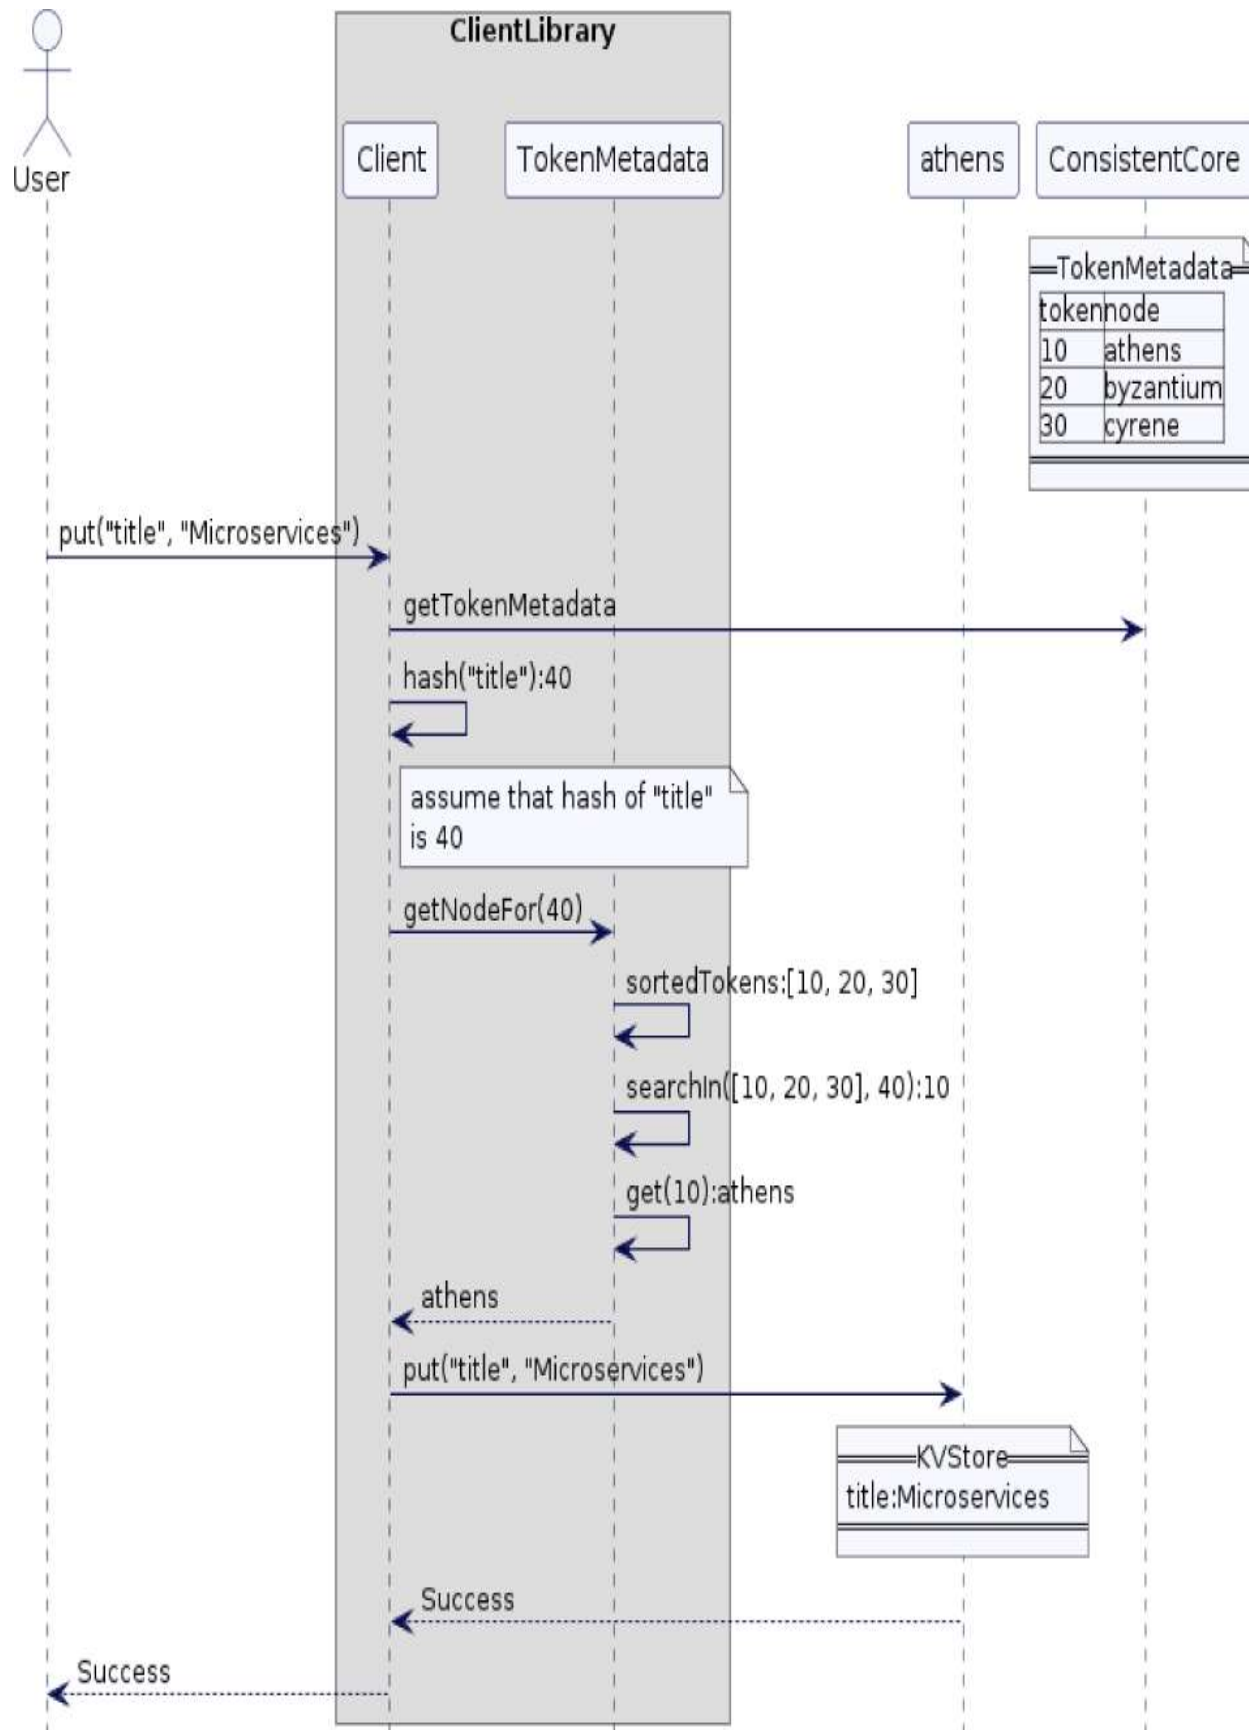 ClientLibrary
User
Client
TokenMetadata
athens
ConsistentCore
TokenMetadata
token node
10 athens
20 byzantium
30 cyrene
put("title", "Microservices")
getTokenMetadata
hash("title"):40
assume that hash of "title"
is 40
getNodeFor(40)
sortedTokens:[10, 20, 30]
searchIn([10, 20, 30], 40):10
get(10):athens
athens
put("title", "Microservices")
KVStore
title:Microservices
Success
Success